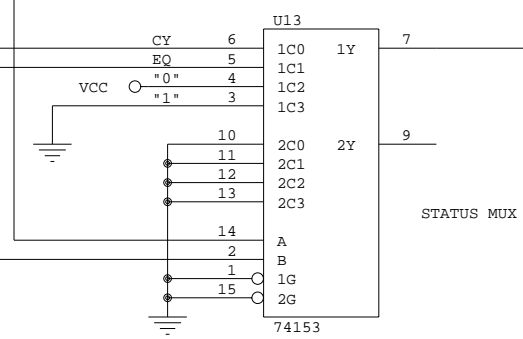 U13
CY 6 1C0 1Y 7
EQ 5 1C1
VCC "0" 4 1C2
"1" 3 1C3
10 2C0 2Y 9
11 2C1
12 2C2
13 2C3
STATUS MUX
14 A
2 B
1 1G
15 2G
74153